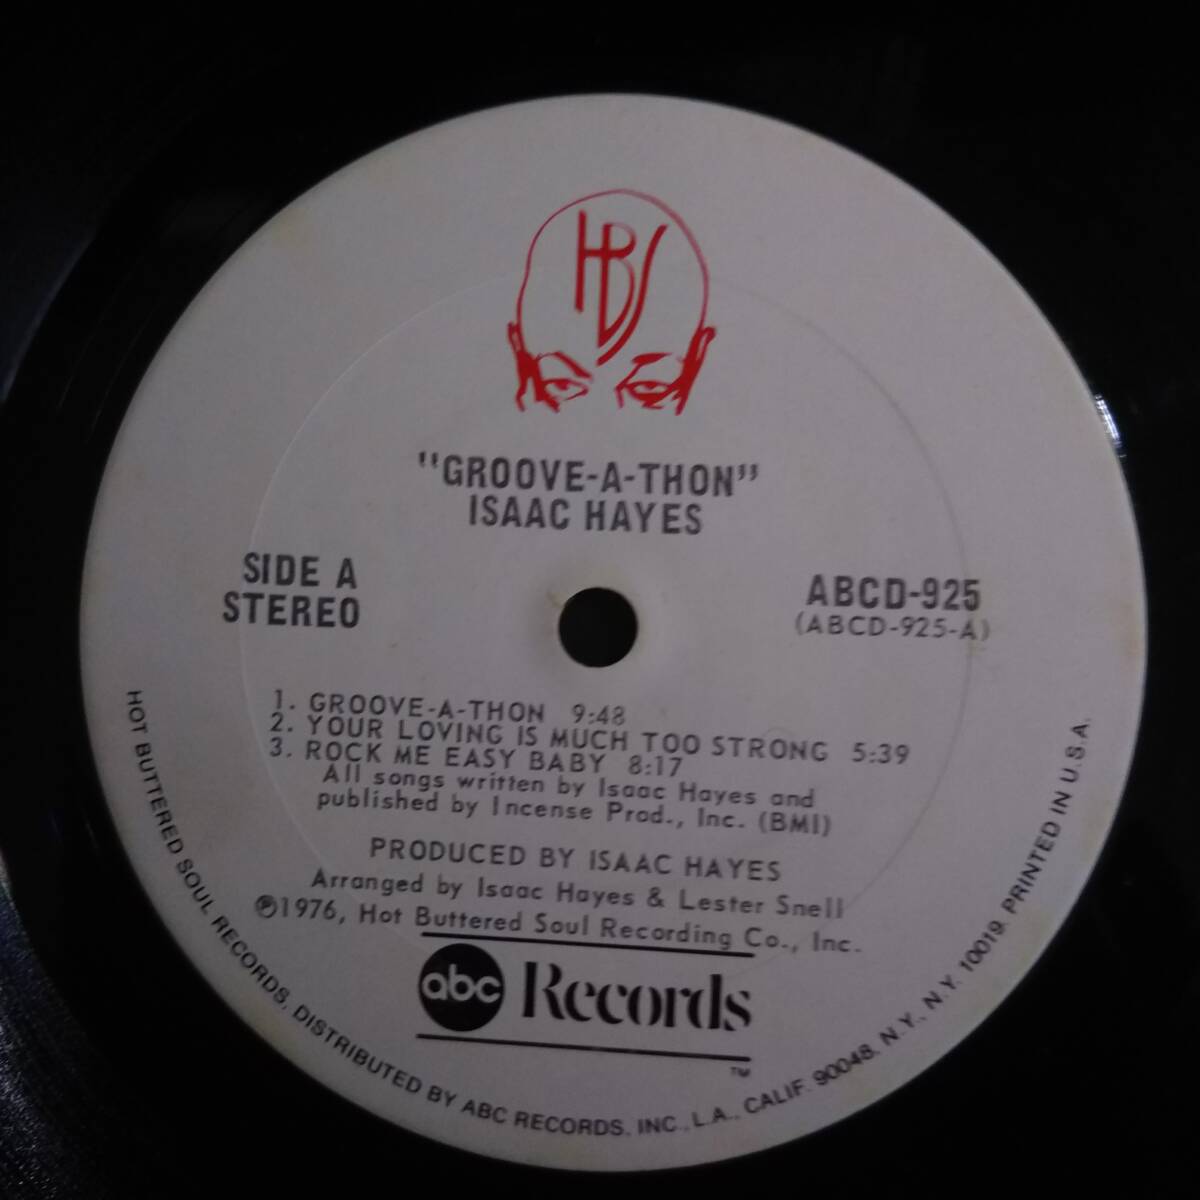 HBS
"GROOVE-A-THON"
ISAAC HAYES
SIDE A
STEREO
ABCD-925
(ABCD-925-A)
1. GROOVE-A-THON 9:48
2. YOUR LOVING IS MUCH TOO STRONG 5:39
3. ROCK ME EASY BABY 8:17
All songs written by Isaac Hayes and
published by Incense Prod., Inc. (BMI)
PRODUCED BY ISAAC HAYES
Arranged by Isaac Hayes & Lester Snell
℗1976, Hot Buttered Soul Recording Co., Inc.
abc Records
TM
HOT BUTTERED SOUL RECORDS, DISTRIBUTED BY ABC RECORDS, INC., L.A., CALIF. 90048, N.Y., N.Y. 10019. PRINTED IN U.S.A.